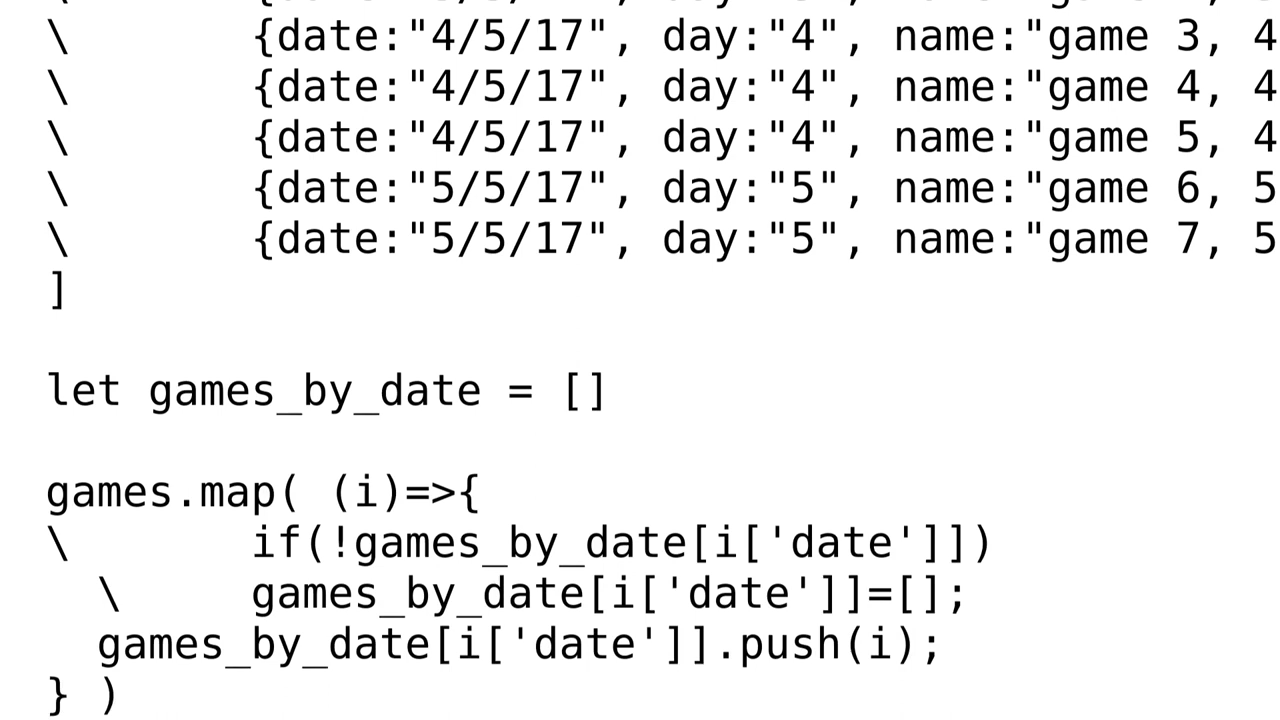 \       {date:"4/5/17", day:"4", name:"game 3, 4
\       {date:"4/5/17", day:"4", name:"game 4, 4
\       {date:"4/5/17", day:"4", name:"game 5, 4
\       {date:"5/5/17", day:"5", name:"game 6, 5
\       {date:"5/5/17", day:"5", name:"game 7, 5
]
let games_by_date = []
games.map( (i)=>{
\       if(!games_by_date[i['date']])
  \     games_by_date[i['date']]=[];
  games_by_date[i['date']].push(i);
} )